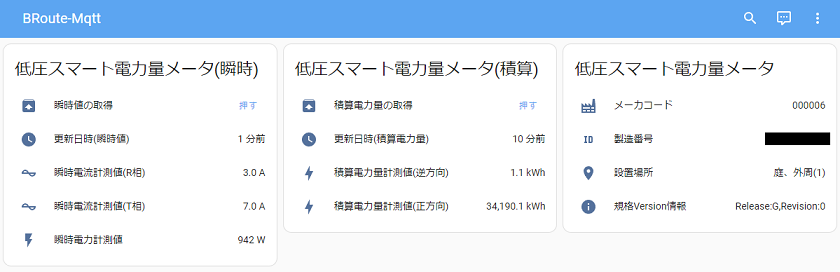 BRoute-Mqtt
低圧スマート電力量メータ(瞬時)
瞬時値の取得 押す
更新日時(瞬時値) 1 分前
瞬時電流計測値(R相) 3.0 A
瞬時電流計測値(T相) 7.0 A
瞬時電力計測値 942 W
低圧スマート電力量メータ(積算)
積算電力量の取得 押す
更新日時(積算電力量) 10 分前
積算電力量計測値(逆方向) 1.1 kWh
積算電力量計測値(正方向) 34,190.1 kWh
低圧スマート電力量メータ
メーカコード 000006
ID 製造番号
設置場所 庭、外周(1)
規格Version情報 Release:G,Revision:0